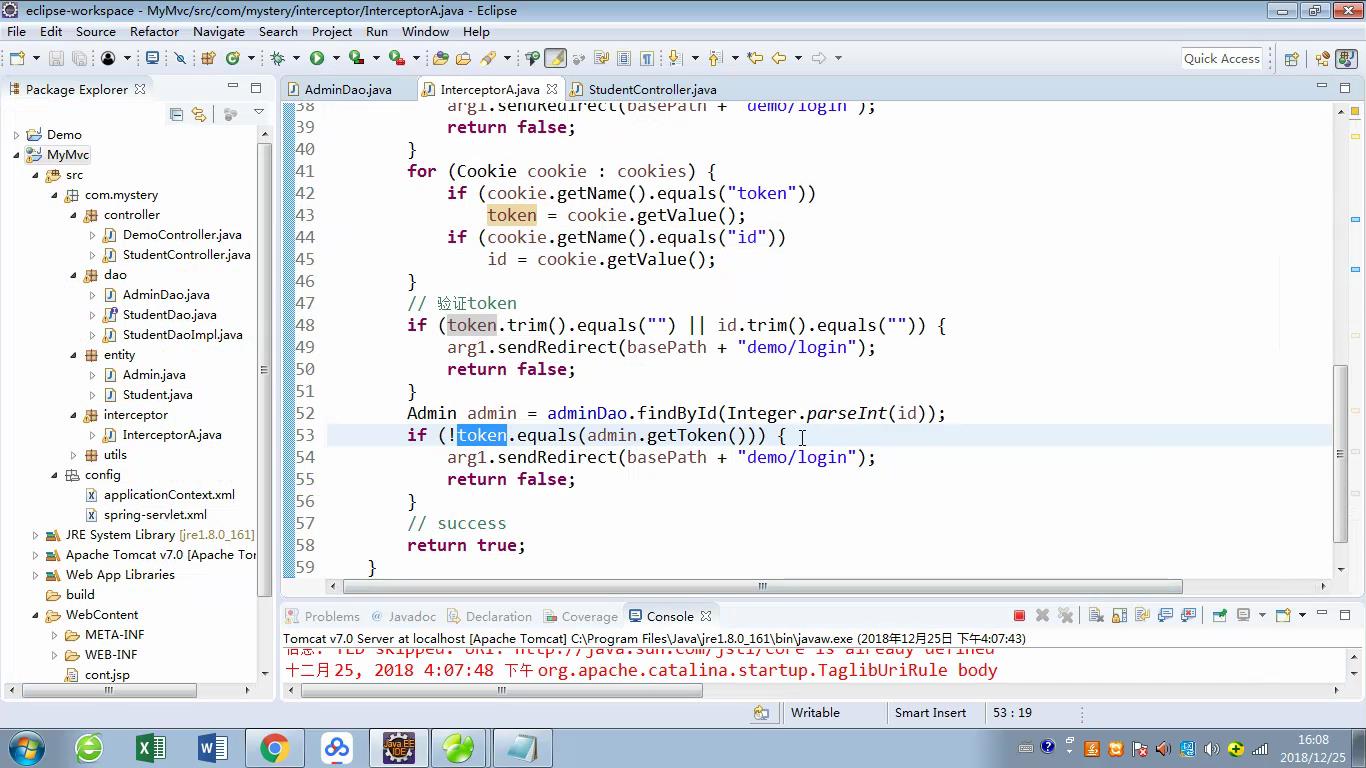 eclipse-workspace - MyMvc/src/com/mystery/interceptor/InterceptorA.java - Eclipse
File Edit Source Refactor Navigate Search Project Run Window Help
Quick Access
Package Explorer
Demo
MyMvc
src
com.mystery
controller
DemoController.java
StudentController.java
dao
AdminDao.java
StudentDao.java
StudentDaoImpl.java
entity
Admin.java
Student.java
interceptor
InterceptorA.java
utils
config
applicationContext.xml
spring-servlet.xml
JRE System Library [jre1.8.0_161]
Apache Tomcat v7.0 [Apache Tor
Web App Libraries
build
WebContent
META-INF
WEB-INF
cont.jsp
AdminDao.java InterceptorA.java StudentController.java
38 arg1.sendRedirect(basePath + "demo/login");
39 return false;
40 }
41 for (Cookie cookie : cookies) {
42 if (cookie.getName().equals("token"))
43 token = cookie.getValue();
44 if (cookie.getName().equals("id"))
45 id = cookie.getValue();
46 }
47 // 验证token
48 if (token.trim().equals("") || id.trim().equals("")) {
49 arg1.sendRedirect(basePath + "demo/login");
50 return false;
51 }
52 Admin admin = adminDao.findById(Integer.parseInt(id));
53 if (!token.equals(admin.getToken())) {
54 arg1.sendRedirect(basePath + "demo/login");
55 return false;
56 }
57 // success
58 return true;
59 }
Problems Javadoc Declaration Coverage Console
Tomcat v7.0 Server at localhost [Apache Tomcat] C:\Program Files\Java\jre1.8.0_161\bin\javaw.exe (2018年12月25日 下午4:07:43)
信息: TLD skipped. URI: http://java.sun.com/jstl/core is already defined
十二月 25, 2018 4:07:48 下午 org.apache.catalina.startup.TaglibUriRule body
Writable Smart Insert 53 : 19
Java EE
IDE
16:08
2018/12/25